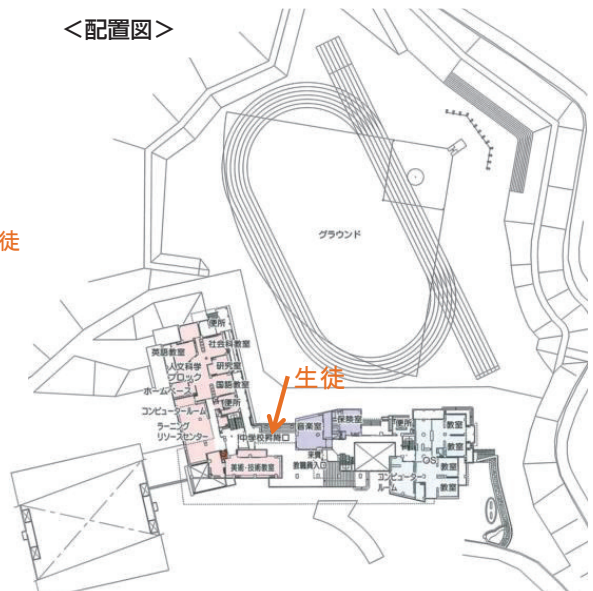 ＜配置図＞
グラウンド
徒
便所
社会科教室
英語教室
人文科学
ブロック
研究室
ホームベース
国語教室
便所
コンピュータルーム
ラーニング
リソースセンター
生徒
中学校昇降口
美術・技術教室
音楽室
保険室
来賓
教職員入口
便所
教室
OS
教室
教室
教室
コンピューター
ルーム